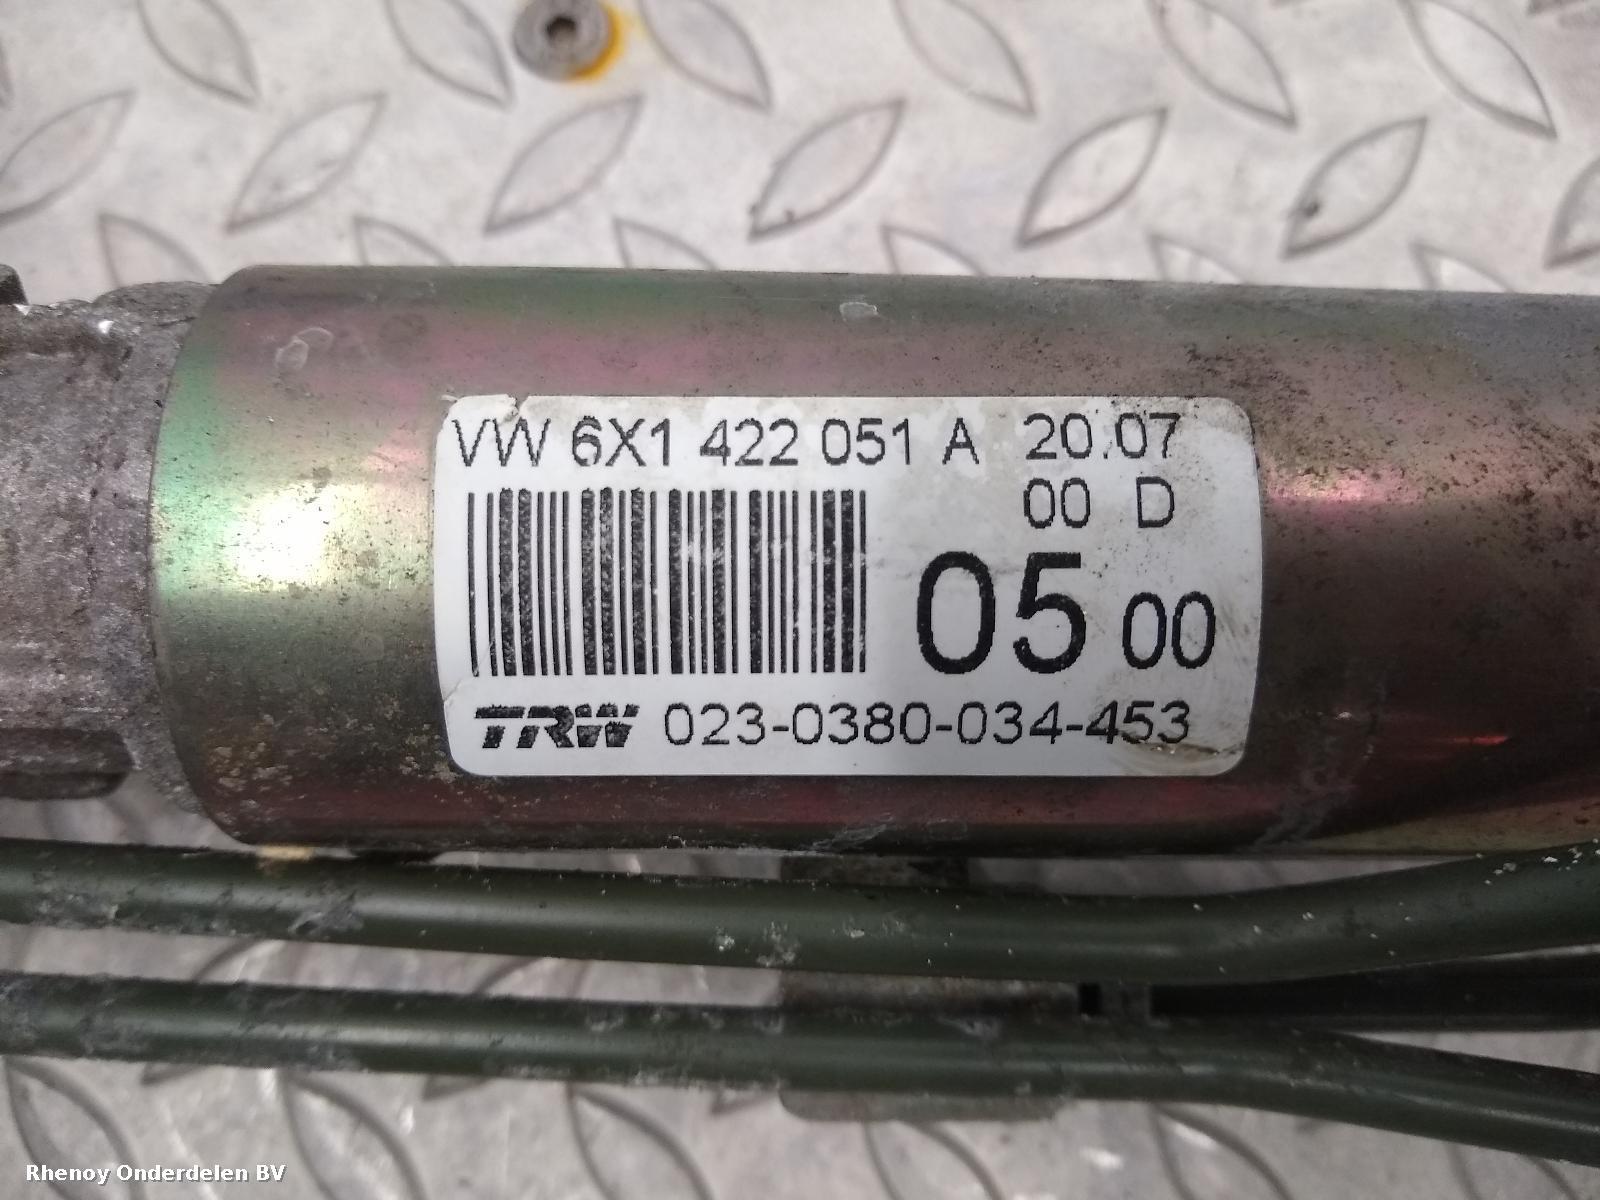 VW 6X1 422 051 A 20.07
00 D
05 00
TRW 023-0380-034-453
Rhenoy Onderdelen BV